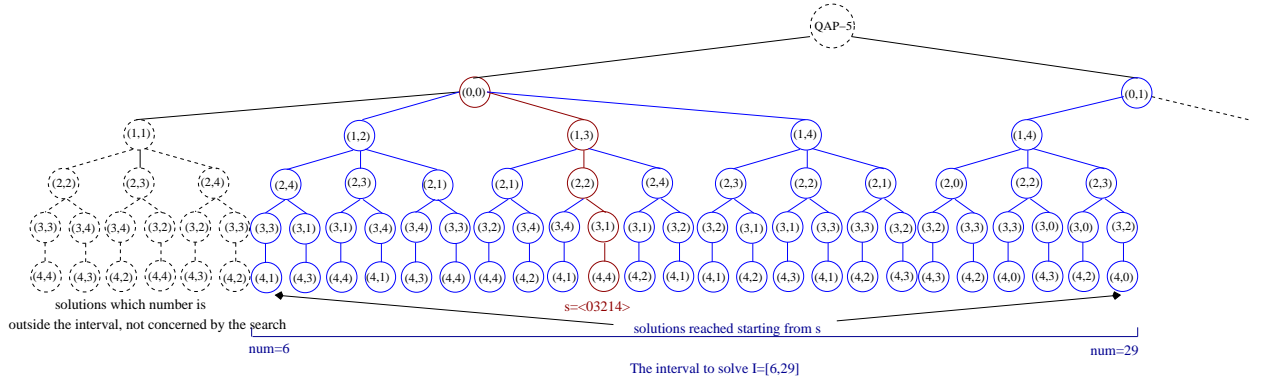 QAP–5
(0,0) (0,1)
(1,1) (1,2) (1,3) (1,4) (1,4)
(2,2) (2,3) (2,4) (2,4) (2,3) (2,1) (2,1) (2,2) (2,4) (2,3) (2,2) (2,1) (2,0) (2,2) (2,3)
(3,3) (3,4) (3,4) (3,2) (3,2) (3,3) (3,3) (3,1) (3,1) (3,4) (3,4) (3,3) (3,2) (3,4) (3,4) (3,1) (3,1) (3,2) (3,2) (3,1) (3,1) (3,3) (3,3) (3,2) (3,2) (3,3) (3,3) (3,0) (3,0) (3,2)
(4,4) (4,3) (4,2) (4,4) (4,3) (4,2) (4,1) (4,3) (4,4) (4,1) (4,3) (4,4) (4,4) (4,2) (4,1) (4,4) (4,2) (4,1) (4,1) (4,2) (4,3) (4,1) (4,2) (4,3) (4,3) (4,2) (4,0) (4,3) (4,2) (4,0)
solutions which number is
outside the interval, not concerned by the search
s=<03214>
solutions reached starting from s
num=6
num=29
The interval to solve I=[6,29]